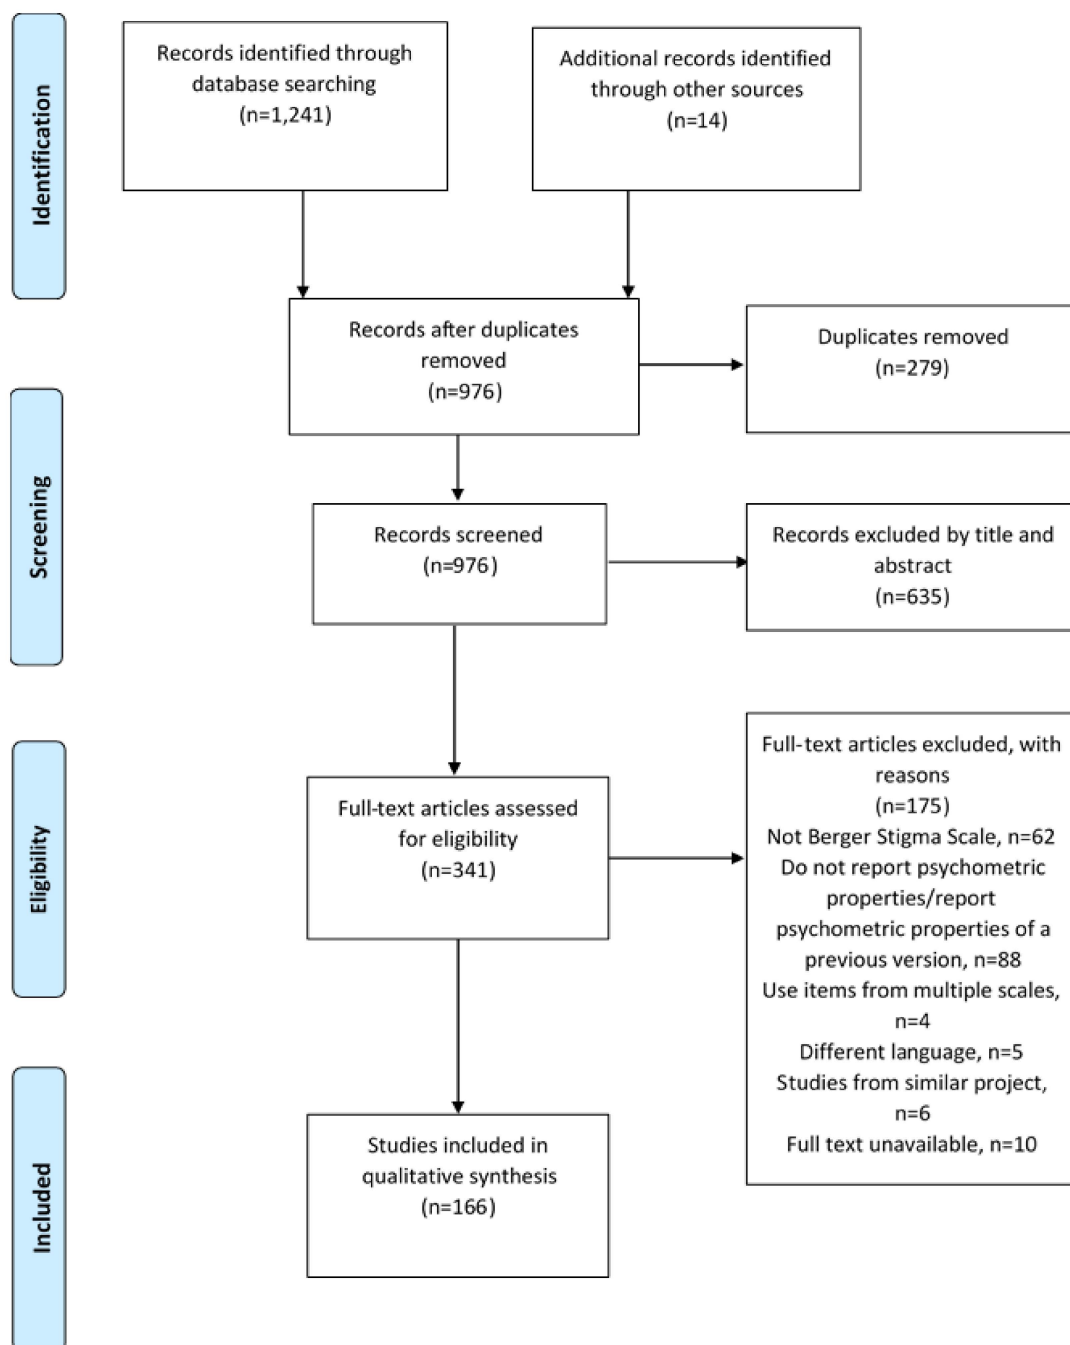 Identification
Records identified through
database searching
(n=1,241)
Additional records identified
through other sources
(n=14)
Records after duplicates
removed
(n=976)
Duplicates removed
(n=279)
Screening
Records screened
(n=976)
Records excluded by title and
abstract
(n=635)
Eligibility
Full-text articles assessed
for eligibility
(n=341)
Full-text articles excluded, with
reasons
(n=175)
Not Berger Stigma Scale, n=62
Do not report psychometric
properties/report
psychometric properties of a
previous version, n=88
Use items from multiple scales,
n=4
Different language, n=5
Studies from similar project,
n=6
Full text unavailable, n=10
Included
Studies included in
qualitative synthesis
(n=166)